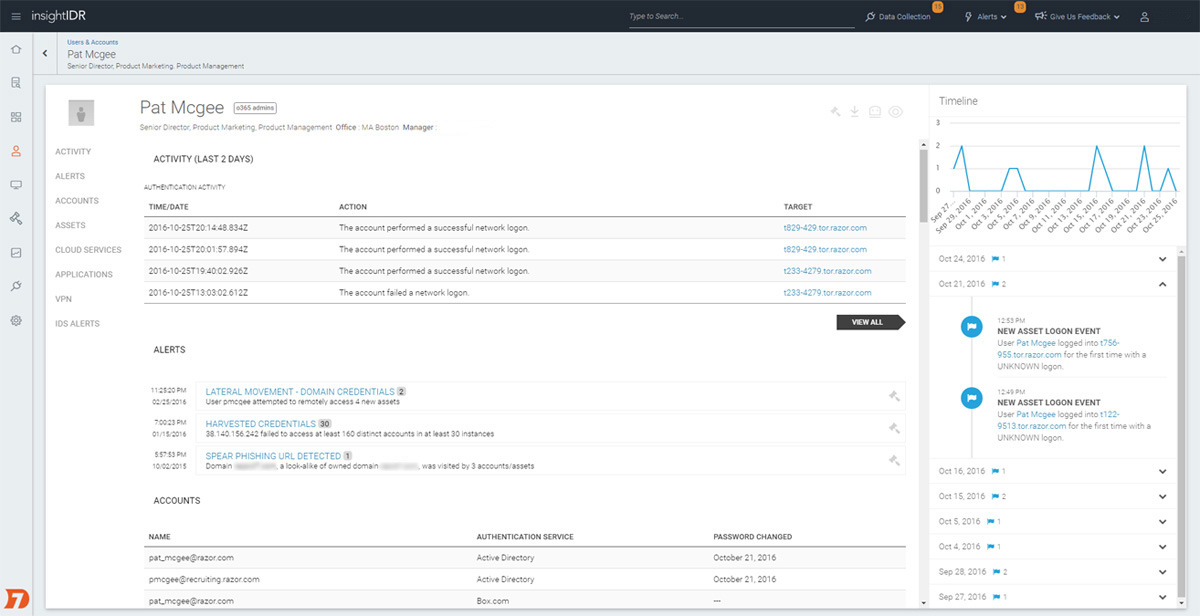 insightIDR
Type to Search...
Data Collection 15
Alerts 13
Give Us Feedback
Users & Accounts
Pat Mcgee
Senior Director, Product Marketing. Product Management
Pat Mcgee o365 admins
Senior Director, Product Marketing, Product Management Office : MA Boston Manager :
ACTIVITY
ALERTS
ACCOUNTS
ASSETS
CLOUD SERVICES
APPLICATIONS
VPN
IDS ALERTS
ACTIVITY (LAST 2 DAYS)
AUTHENTICATION ACTIVITY
TIME/DATE ACTION TARGET
2016-10-25T20:14:48.834Z The account performed a successful network logon. t829-429.tor.razor.com
2016-10-25T20:01:57.894Z The account performed a successful network logon. t829-429.tor.razor.com
2016-10-25T19:40:02.926Z The account performed a successful network logon. t233-4279.tor.razor.com
2016-10-25T13:03:02.612Z The account failed a network logon. t233-4279.tor.razor.com
VIEW ALL
ALERTS
11:25:20 PM LATERAL MOVEMENT - DOMAIN CREDENTIALS 2
02/25/2016 User pmcgee attempted to remotely access 4 new assets
7:00:23 PM HARVESTED CREDENTIALS 30
01/15/2016 38.140.156.242 failed to access at least 160 distinct accounts in at least 30 instances
5:57:53 PM SPEAR PHISHING URL DETECTED 1
10/02/2015 Domain , a look-alike of owned domain , was visited by 3 accounts/assets
ACCOUNTS
NAME AUTHENTICATION SERVICE PASSWORD CHANGED
pat_mcgee@razor.com Active Directory October 21, 2016
pmcgee@recruiting.razor.com Active Directory October 21, 2016
pat_mcgee@razor.com Box.com ---
Timeline
3
2
1
0
Sep 27... Sep 29, 2016 Oct 1, 2016 Oct 3, 2016 Oct 5, 2016 Oct 7, 2016 Oct 9, 2016 Oct 11, 2016 Oct 13, 2016 Oct 15, 2016 Oct 17, 2016 Oct 19, 2016 Oct 21, 2016 Oct 23, 2016 Oct 25, 2016
Oct 24, 2016 1
Oct 21, 2016 2
12:53 PM
NEW ASSET LOGON EVENT
User Pat Mcgee logged into t756-
955.tor.razor.com for the first time with a
UNKNOWN logon.
12:49 PM
NEW ASSET LOGON EVENT
User Pat Mcgee logged into t122-
9513.tor.razor.com for the first time with a
UNKNOWN logon.
Oct 16, 2016 1
Oct 15, 2016 2
Oct 5, 2016 1
Oct 4, 2016 1
Sep 28, 2016 2
Sep 27, 2016 1